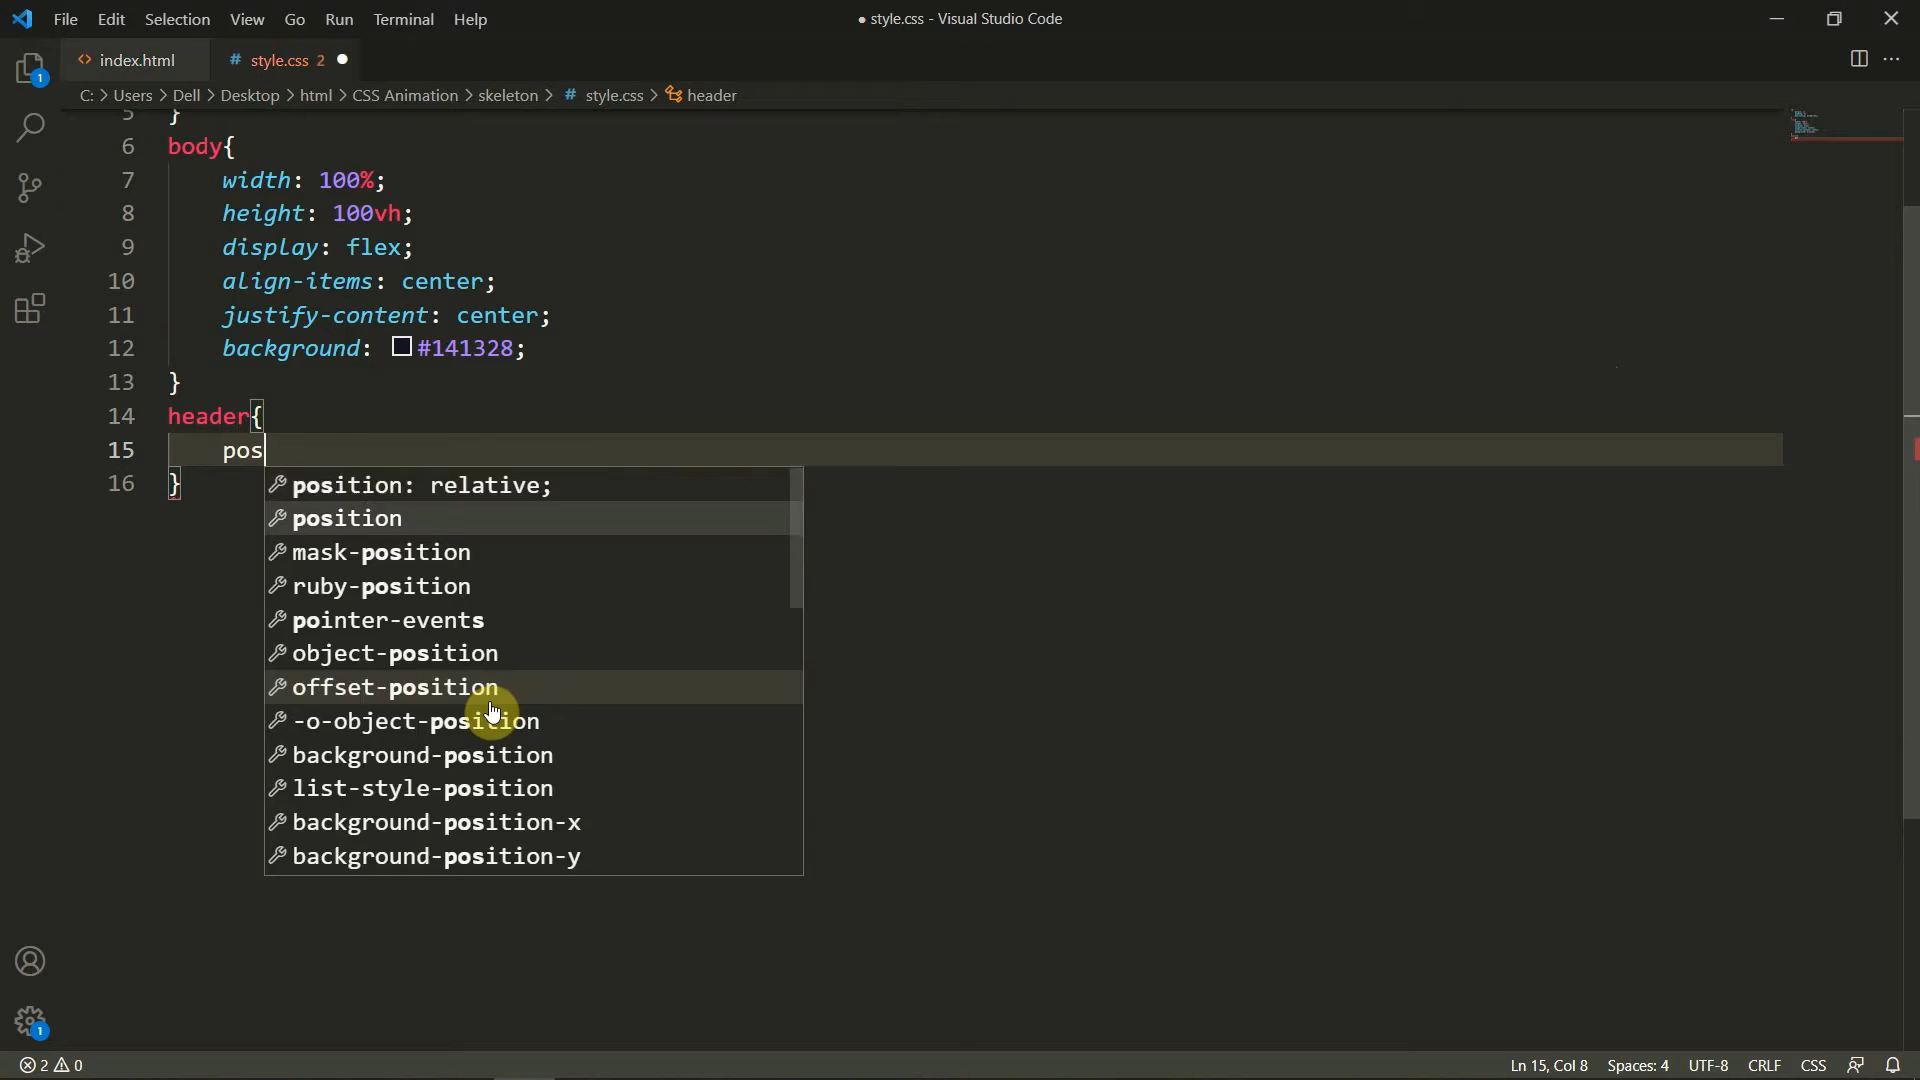 File Edit Selection View Go Run Terminal Help
● style.css - Visual Studio Code
<> index.html # style.css 2 ●
C: > Users > Dell > Desktop > html > CSS Animation > skeleton > # style.css > header
5 }
6 body{
7 width: 100%;
8 height: 100vh;
9 display: flex;
10 align-items: center;
11 justify-content: center;
12 background: #141328;
13 }
14 header{
15 pos
16 }
position: relative;
position
mask-position
ruby-position
pointer-events
object-position
offset-position
-o-object-position
background-position
list-style-position
background-position-x
background-position-y
1
1
2 0 Ln 15, Col 8 Spaces: 4 UTF-8 CRLF CSS